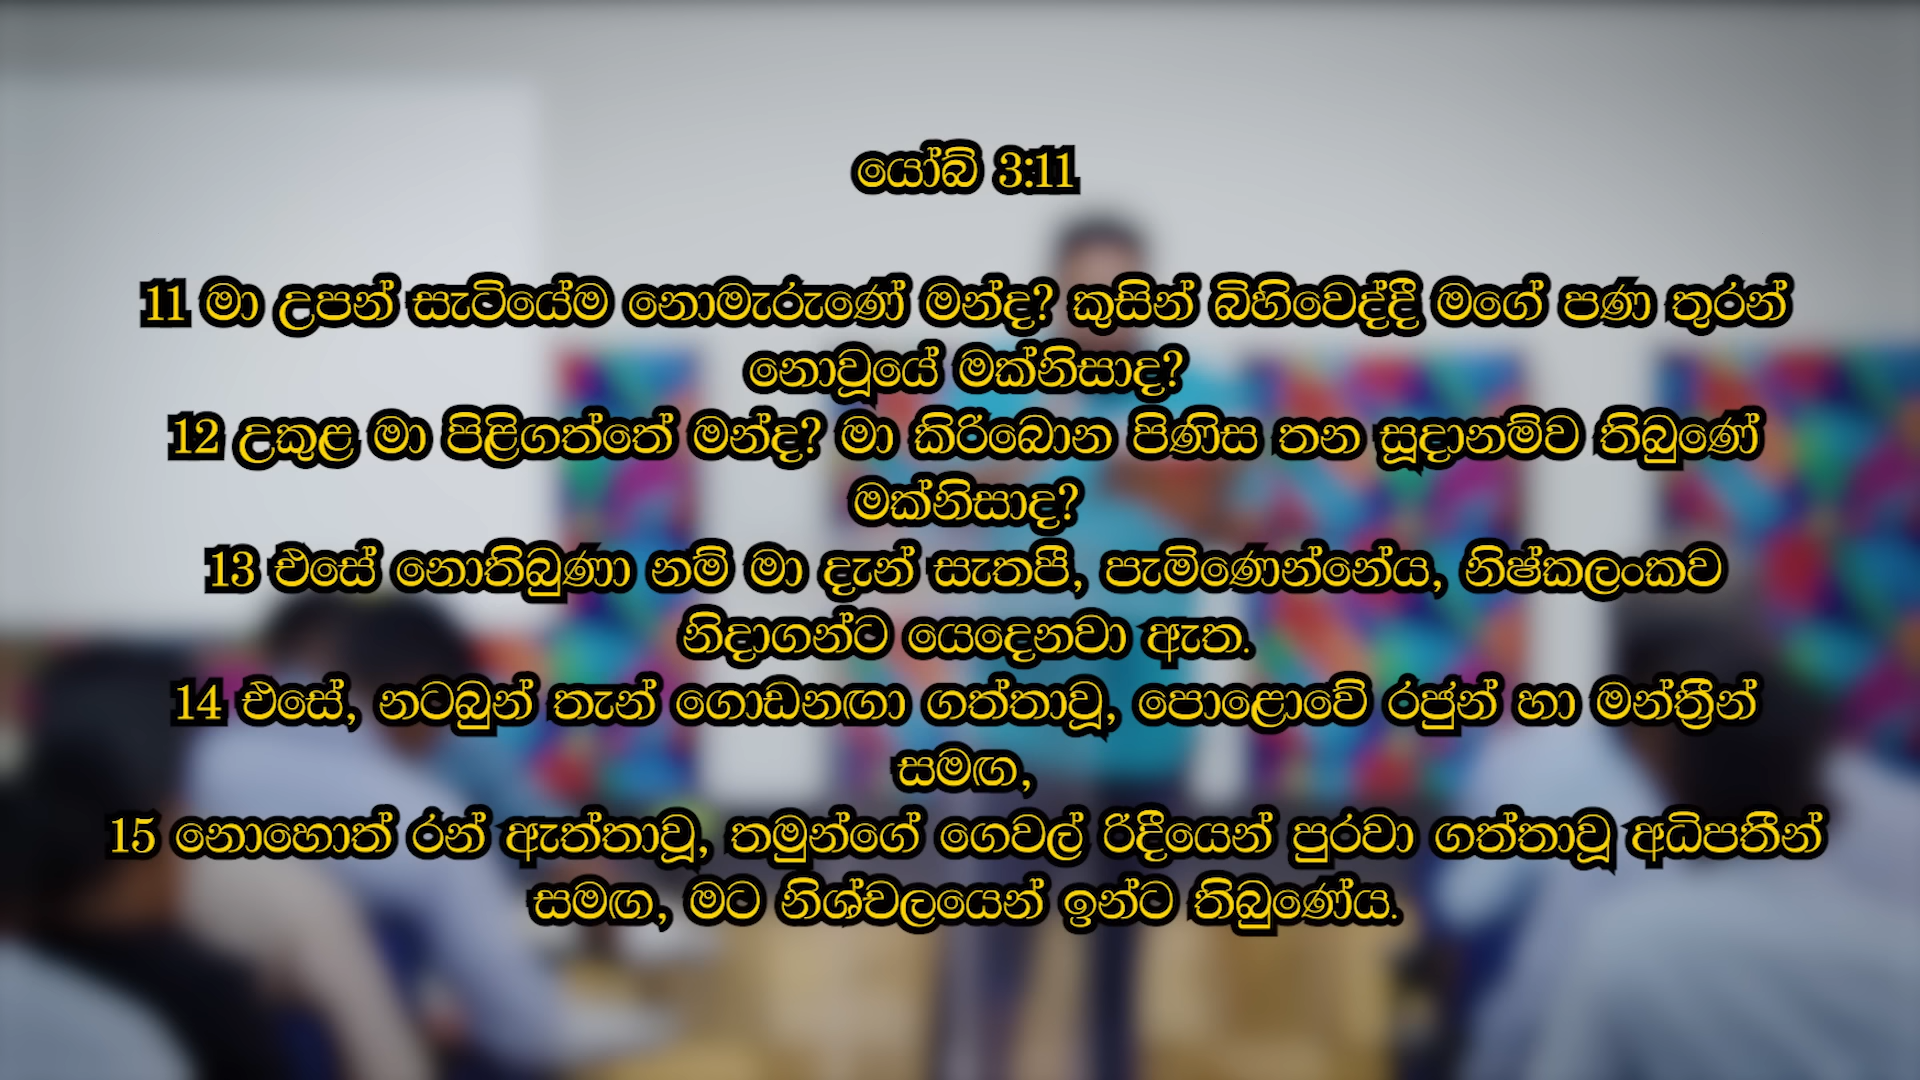 යෝබ් 3:11
11 මා උපන් සැටියේම නොමැරුණේ මන්ද? කුසින් බිහිවෙද්දී මගේ පණ තුරන්
නොවූයේ මක්නිසාද?
12 උකුළ මා පිළිගත්තේ මන්ද? මා කිරිබොන පිණිස තන සූදානම්ව තිබුණේ
මක්නිසාද?
13 එසේ නොතිබුණා නම් මා දැන් සැතපී, පැමිණෙන්නේය, නිෂ්කලංකව
නිදාගන්ට යෙදෙනවා ඇත.
14 එසේ, නටබුන් තැන් ගොඩනඟා ගත්තාවූ, පොළොවේ රජුන් හා මන්ත්‍රීන්
සමඟ,
15 නොහොත් රන් ඇත්තාවූ, තමුන්ගේ ගෙවල් රිදීයෙන් පුරවා ගත්තාවූ අධිපතීන්
සමඟ, මට නිශ්චලයෙන් ඉන්ට තිබුණේය.